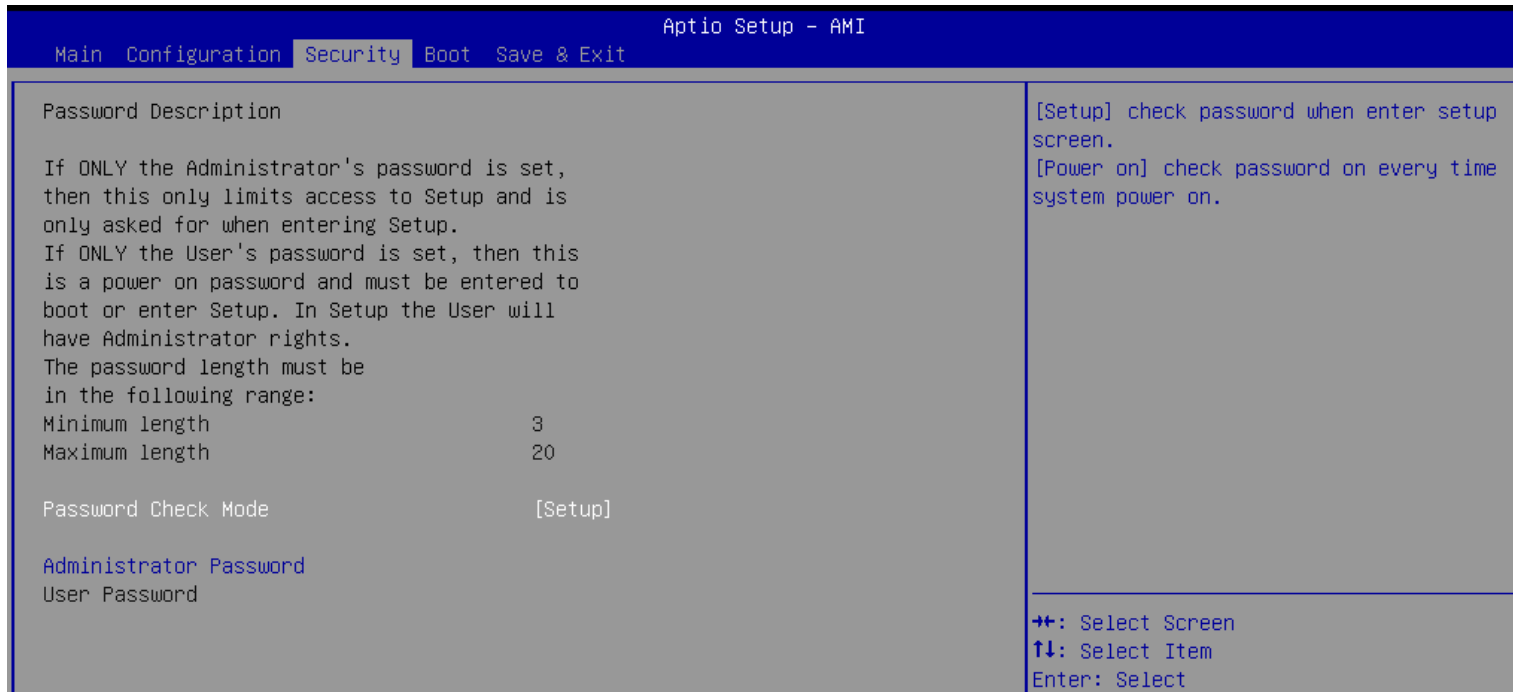 Aptio Setup – AMI
Main Configuration Security Boot Save & Exit
Password Description
If ONLY the Administrator's password is set,
then this only limits access to Setup and is
only asked for when entering Setup.
If ONLY the User's password is set, then this
is a power on password and must be entered to
boot or enter Setup. In Setup the User will
have Administrator rights.
The password length must be
in the following range:
Minimum length 3
Maximum length 20
Password Check Mode [Setup]
Administrator Password
User Password
[Setup] check password when enter setup
screen.
[Power on] check password on every time
system power on.
→←: Select Screen
↑↓: Select Item
Enter: Select